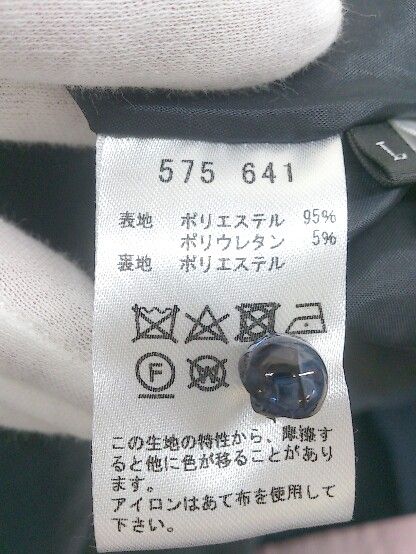 575 641
表地 ポリエステル 95%
ポリウレタン 5%
裏地 ポリエステル
F
W
この生地の特性から、摩擦す
ると他に色が移ることがあり
ます。
アイロンはあて布を使用して
下さい。
L